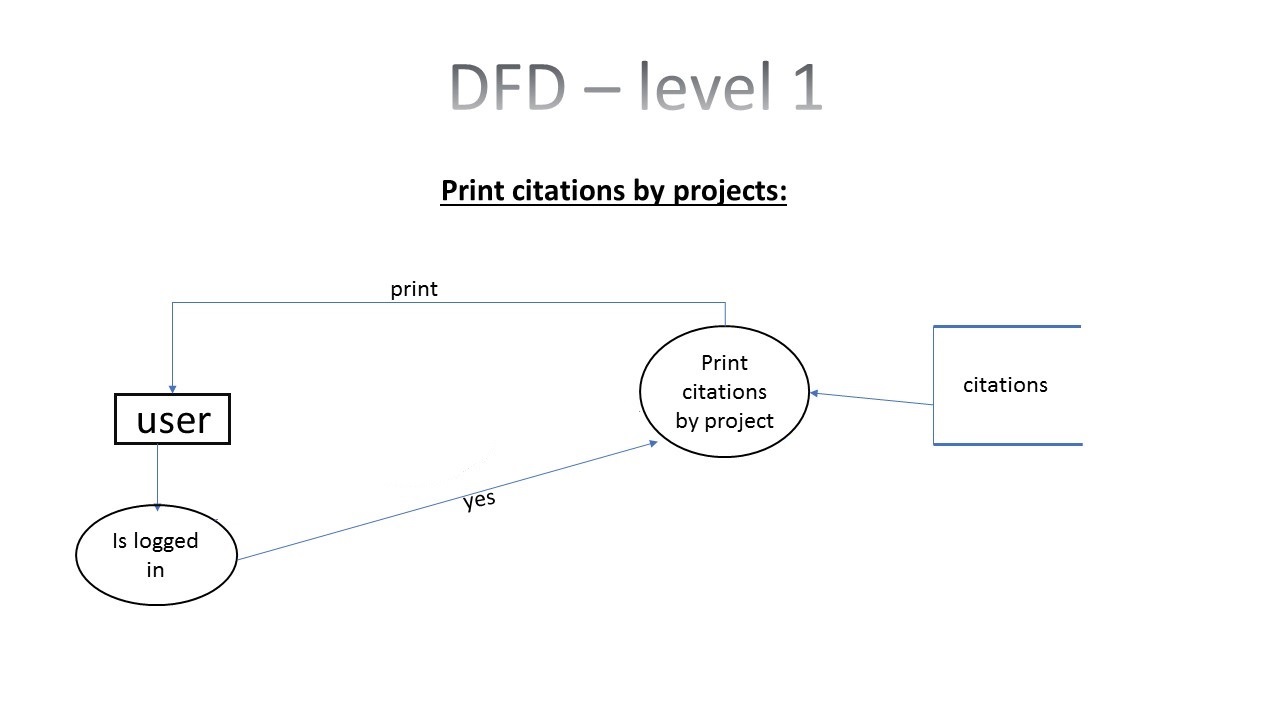 DFD – level 1
Print citations by projects:
print
Print
citations
by project
citations
user
yes
Is logged
in